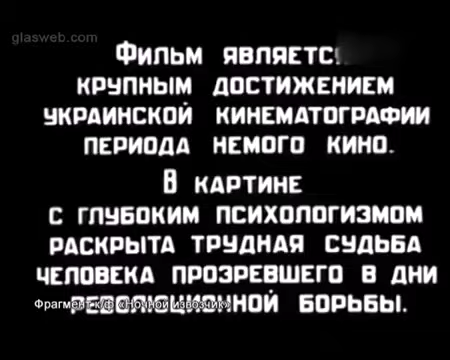 glasweb.com
ФИЛЬМ ЯВЛЯЕТС
КРУПНЫМ ДОСТИЖЕНИЕМ
УКРАИНСКОЙ КИНЕМАТОГРАФИИ
ПЕРИОДА НЕМОГО КИНО.
В КАРТИНЕ
С ГЛУБОКИМ ПСИХОЛОГИЗМОМ
РАСКРЫТА ТРУДНАЯ СУДЬБА
ЧЕЛОВЕКА ПРОЗРЕВШЕГО В ДНИ
РЕВОЛЮЦИОННОЙ БОРЬБЫ.
Фрагмент к/ф «Ночной извозчик»